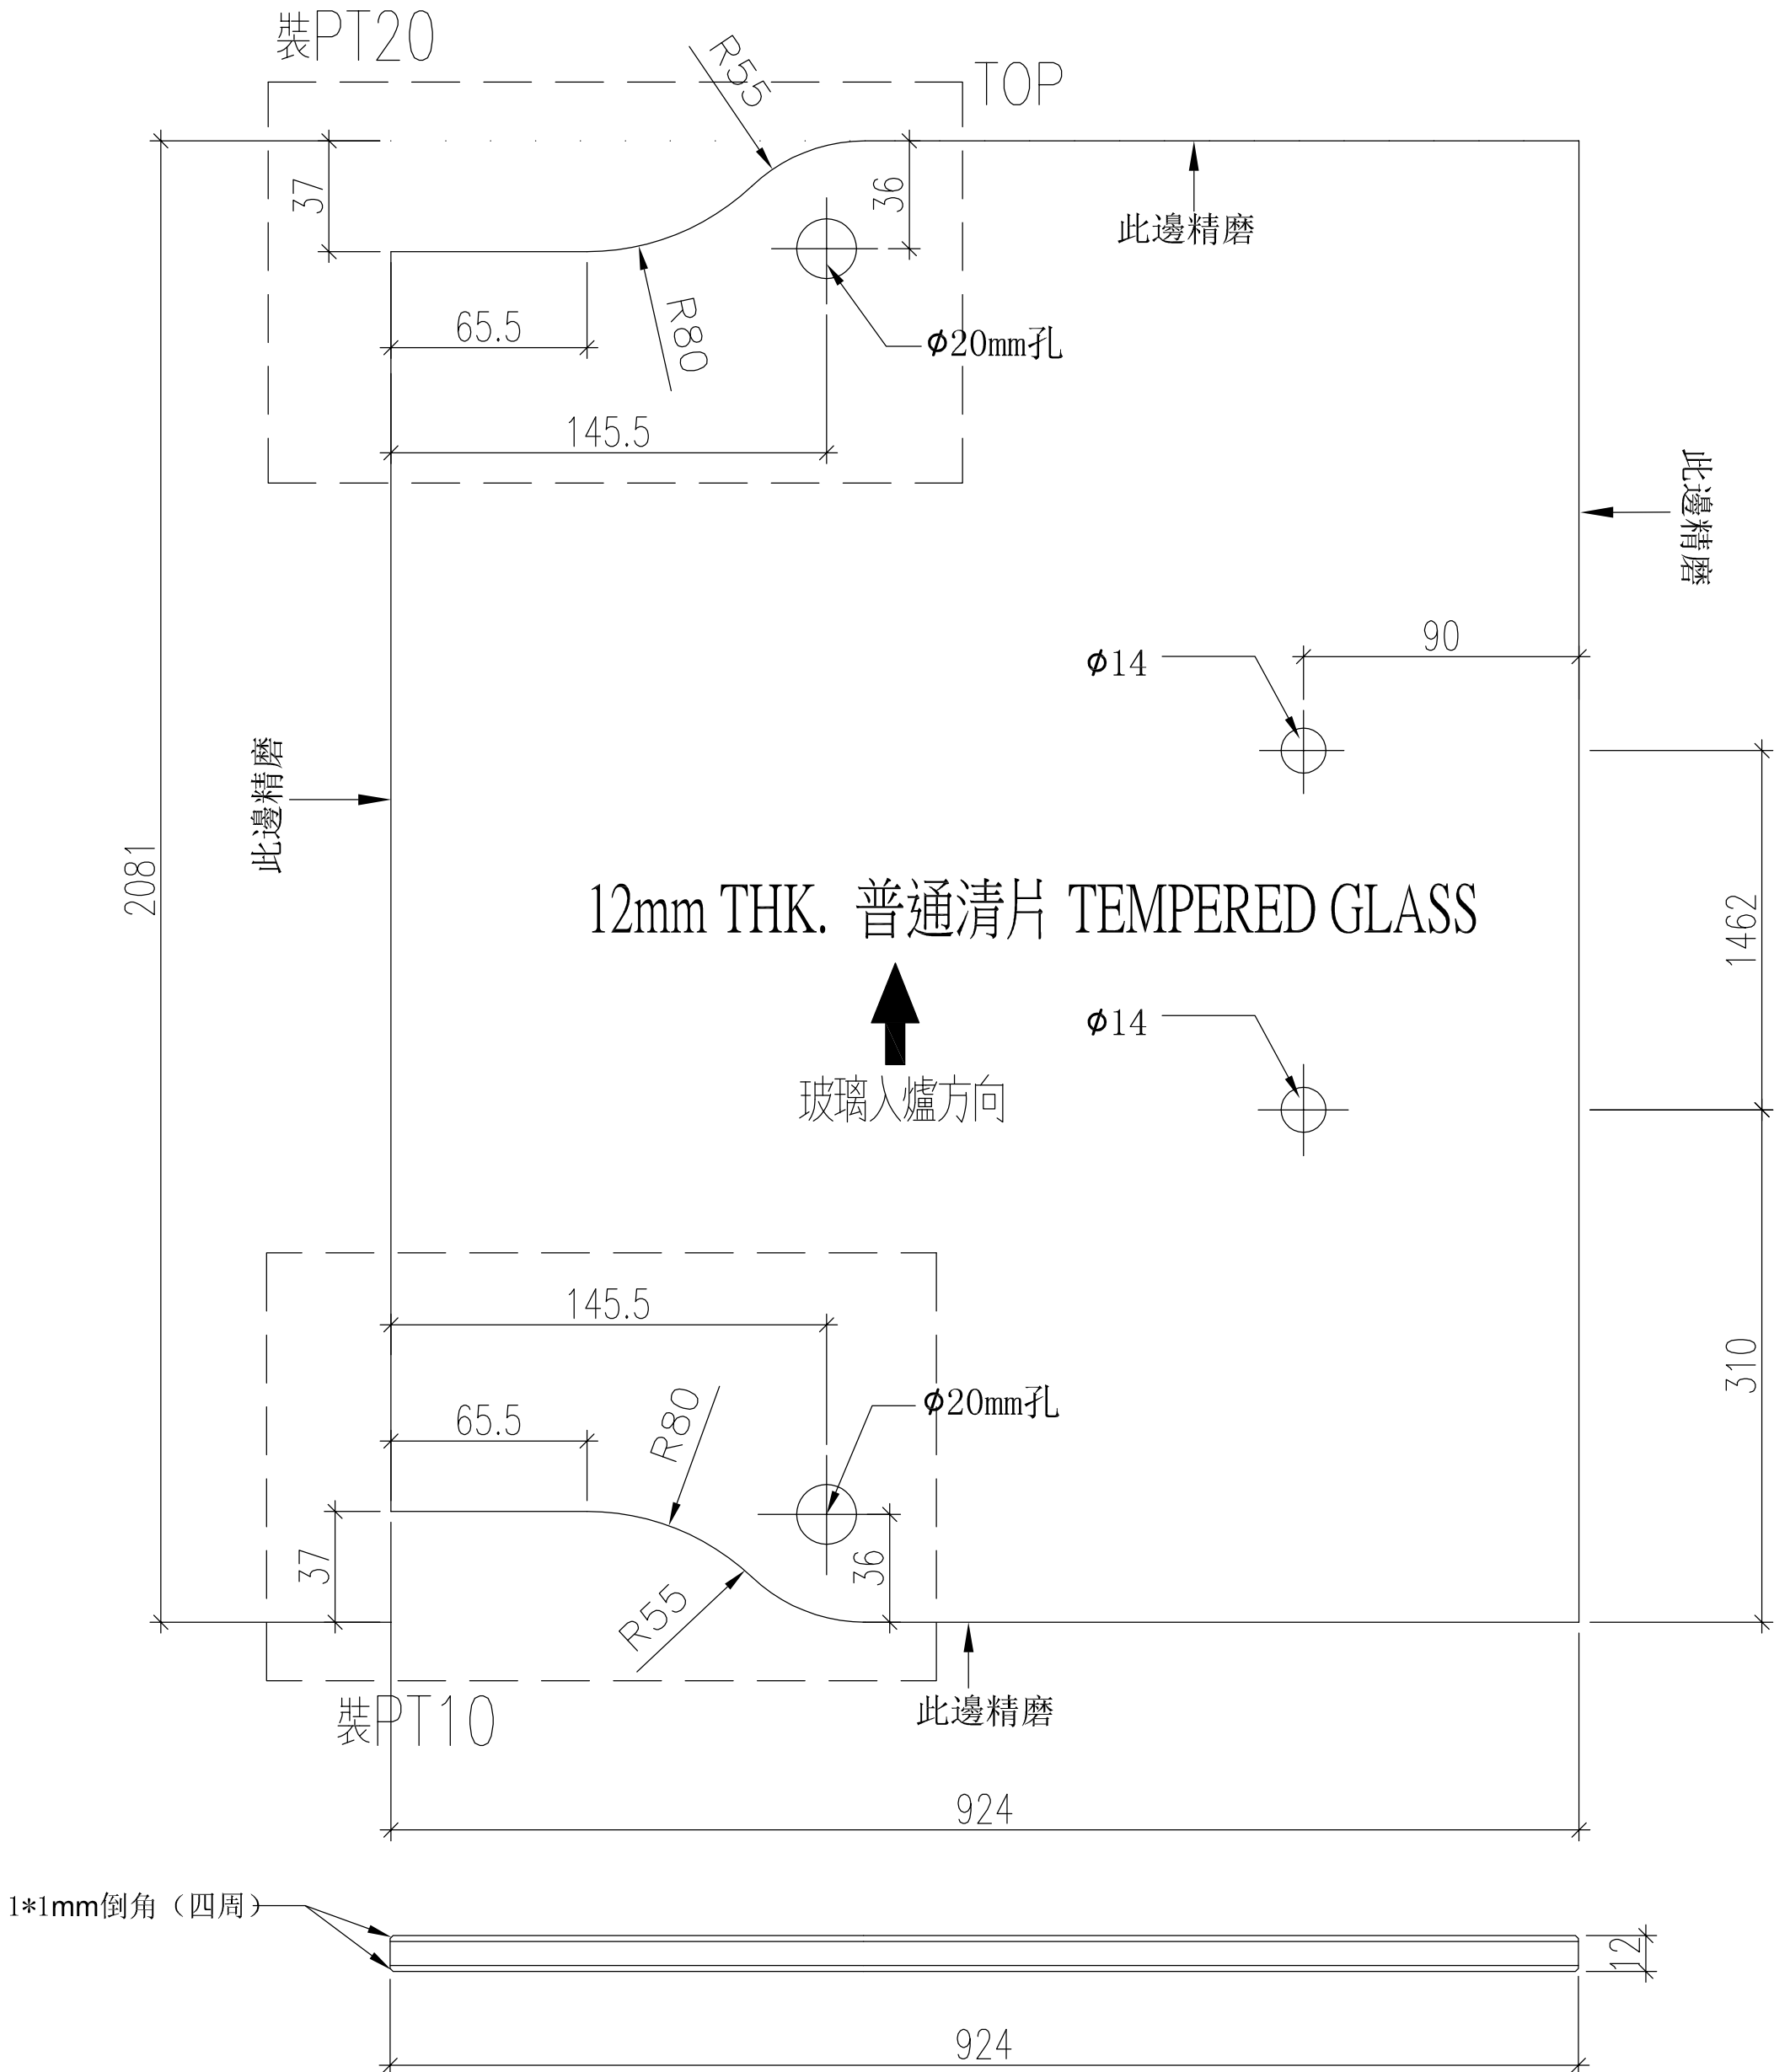 裝PT20
TOP
R55
37
36
此邊精磨
R80
65.5
ϕ20mm孔
145.5
此邊精磨
90
ϕ14
此邊精磨
2081
12mm THK. 普通清片 TEMPERED GLASS
1462
ϕ14
玻璃入爐方向
145.5
310
R80
ϕ20mm孔
65.5
37
36
R55
此邊精磨
裝PT10
924
1*1mm倒角（四周）
12
924